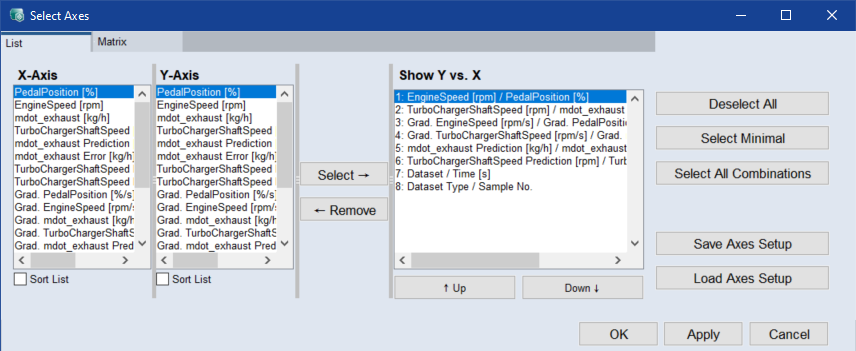 Select Axes
List
Matrix
X-Axis
PedalPosition [%]
EngineSpeed [rpm]
mdot_exhaust [kg/h]
TurboChargerShaftSpeed
mdot_exhaust Prediction
mdot_exhaust Error [kg/h]
TurboChargerShaftSpeed
TurboChargerShaftSpeed
Grad. PedalPosition [%/s]
Grad. EngineSpeed [rpm/s
Grad. mdot_exhaust [kg/h
Grad. TurboChargerShaftS
Grad. mdot_exhaust Pred
Sort List
Y-Axis
PedalPosition [%]
EngineSpeed [rpm]
mdot_exhaust [kg/h]
TurboChargerShaftSpeed
mdot_exhaust Prediction
mdot_exhaust Error [kg/h]
TurboChargerShaftSpeed
TurboChargerShaftSpeed
Grad. PedalPosition [%/s]
Grad. EngineSpeed [rpm/s
Grad. mdot_exhaust [kg/h
Grad. TurboChargerShaftS
Grad. mdot_exhaust Pred
Sort List
Select →
← Remove
Show Y vs. X
1: EngineSpeed [rpm] / PedalPosition [%]
2: TurboChargerShaftSpeed [rpm] / mdot_exhaust
3: Grad. EngineSpeed [rpm/s] / Grad. PedalPositi
4: Grad. TurboChargerShaftSpeed [rpm/s] / Grad.
5: mdot_exhaust Prediction [kg/h] / mdot_exhaus
6: TurboChargerShaftSpeed Prediction [rpm] / Turb
7: Dataset / Time [s]
8: Dataset Type / Sample No.
↑ Up
Down ↓
Deselect All
Select Minimal
Select All Combinations
Save Axes Setup
Load Axes Setup
OK
Apply
Cancel